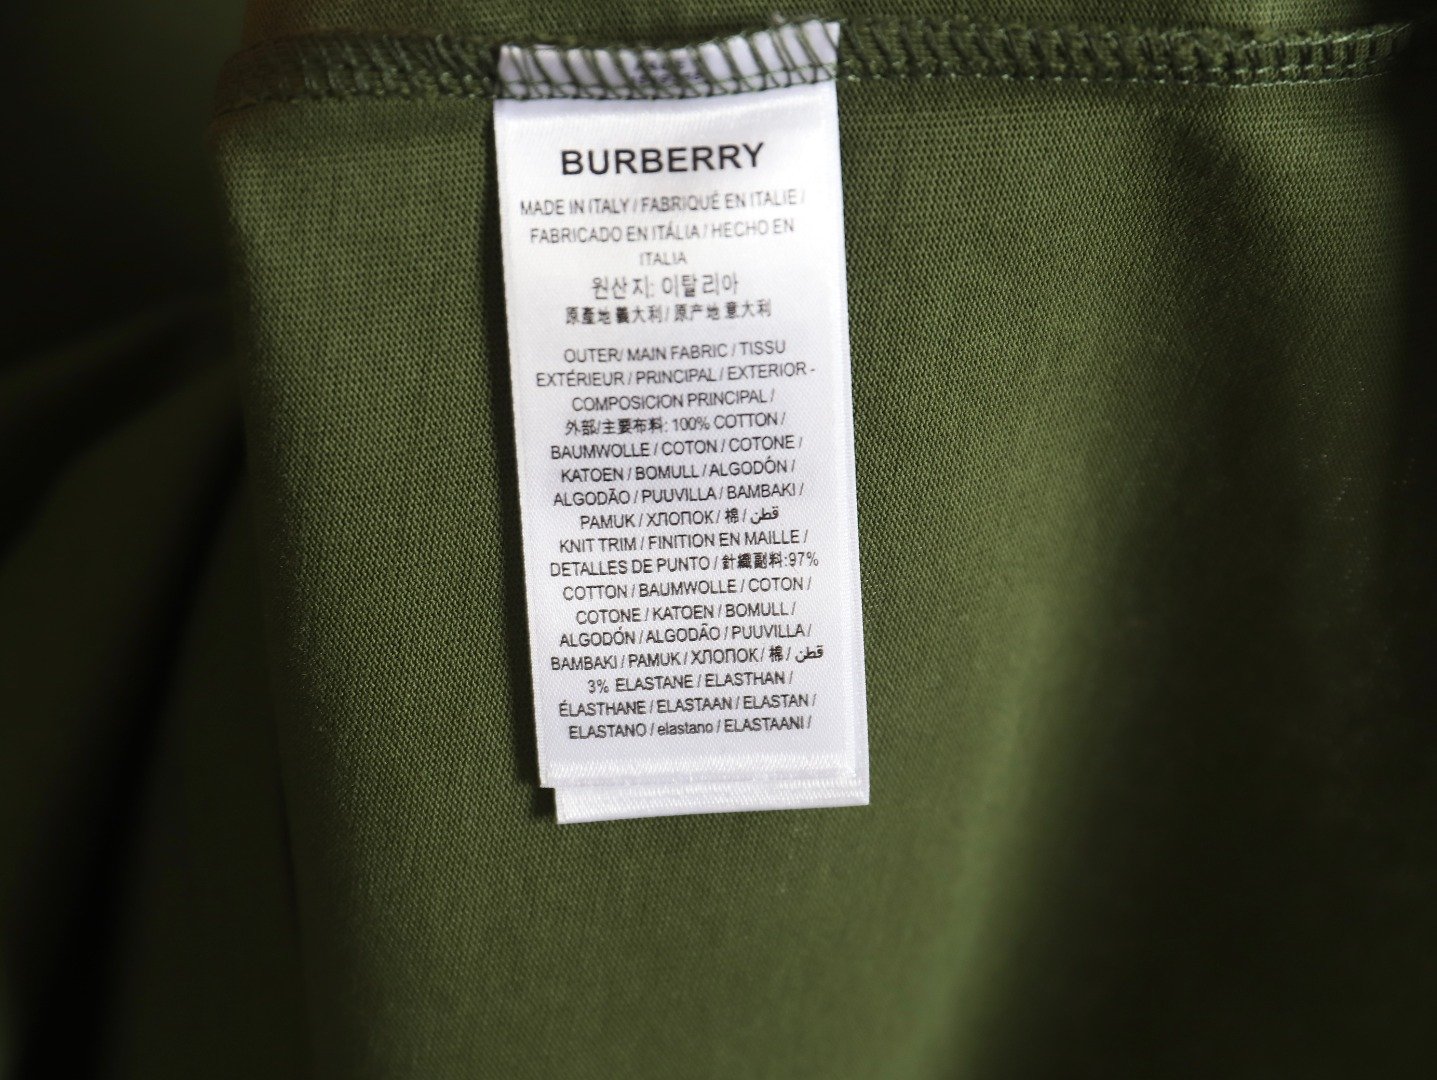 BURBERRY
MADE IN ITALY / FABRIQUÉ EN ITALIE /
FABRICADO EN ITÁLIA / HECHO EN
ITALIA
원산지: 이탈리아
原產地義大利/ 原产地意大利
OUTER/ MAIN FABRIC / TISSU
EXTÉRIEUR / PRINCIPAL / EXTERIOR -
COMPOSICION PRINCIPAL /
外部/主要布料: 100% COTTON /
BAUMWOLLE / COTON / COTONE /
KATOEN / BOMULL / ALGODÓN /
ALGODÃO / PUUVILLA / BAMBAKI /
PAMUK / ХЛОПОК / 棉 / قطن
KNIT TRIM / FINITION EN MAILLE /
DETALLES DE PUNTO / 針織副料:97%
COTTON / BAUMWOLLE / COTON /
COTONE / KATOEN / BOMULL /
ALGODÓN / ALGODÃO / PUUVILLA /
BAMBAKI / PAMUK / ХЛОПОК / 棉 / قطن
3% ELASTANE / ELASTHAN /
ÉLASTHANE / ELASTAAN / ELASTAN /
ELASTANO / elastano / ELASTAANI /